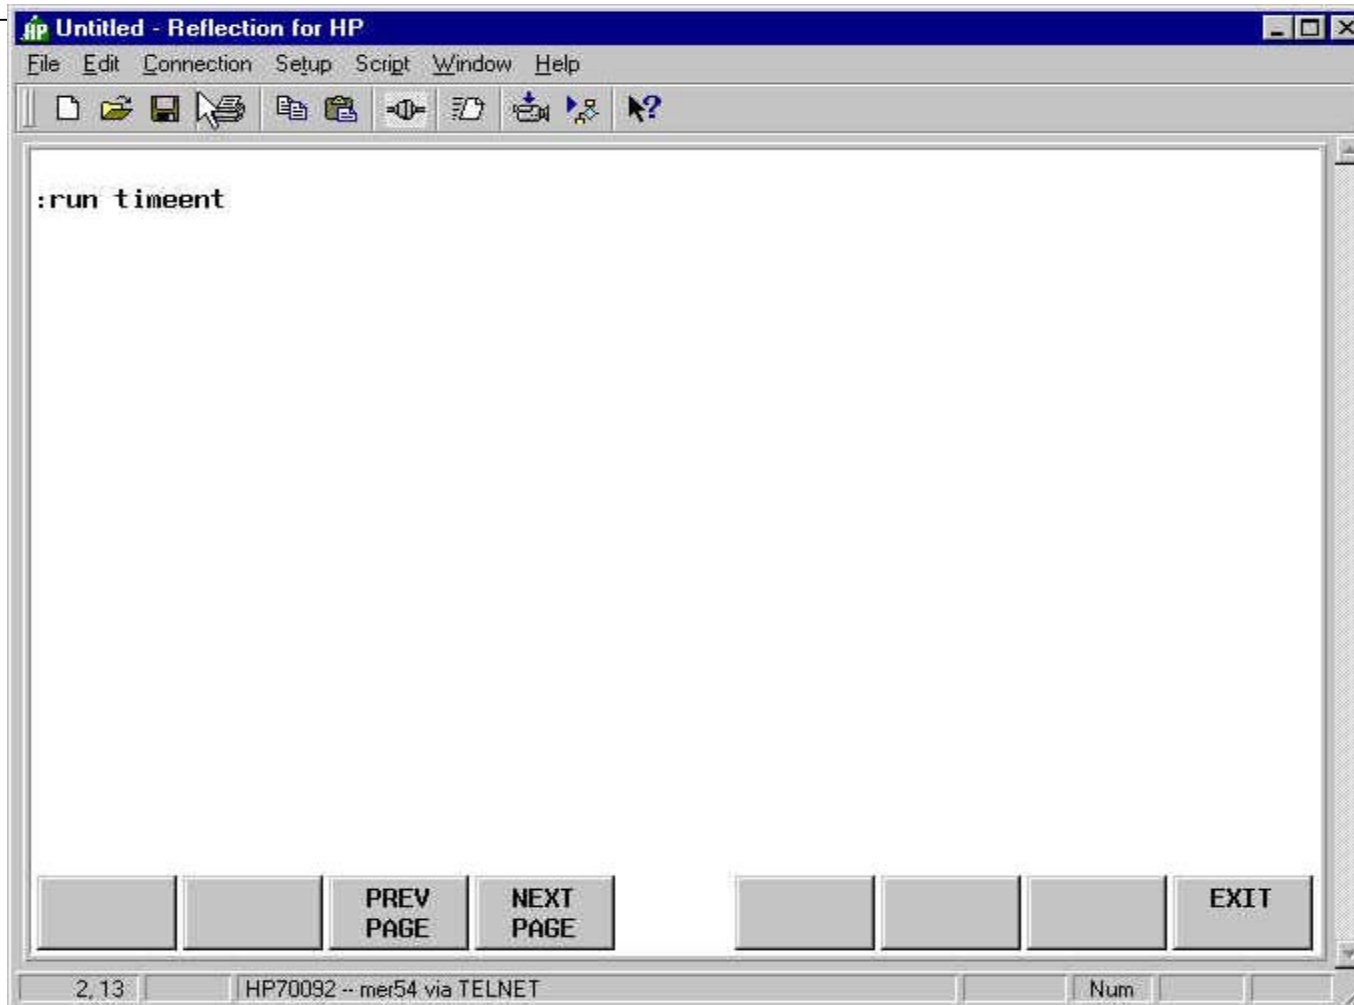 Untitled - Reflection for HP
File Edit Connection Setup Script Window Help
:run timeent
PREV PAGE
NEXT PAGE
EXIT
2, 13
HP70092 -- mer54 via TELNET
Num